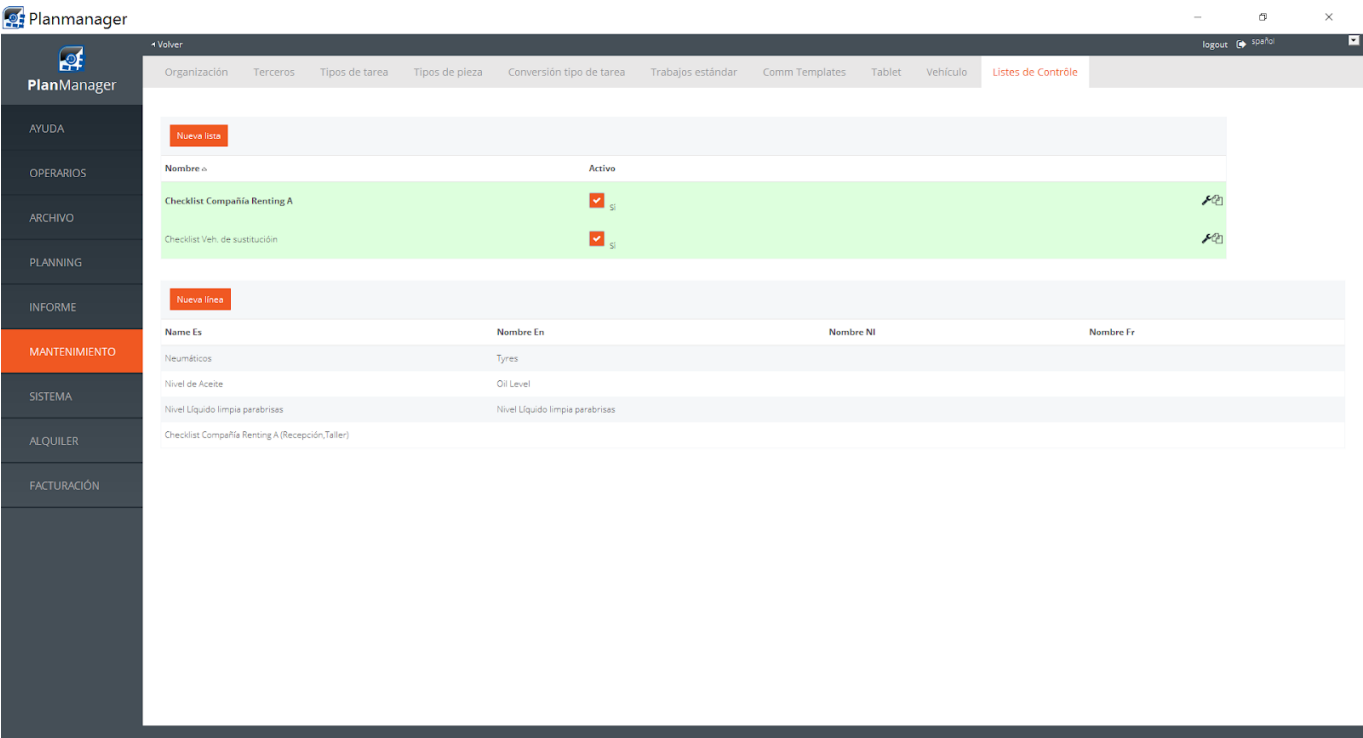 Planmanager
Volver
logout spañol
PlanManager
Organización Terceros Tipos de tarea Tipos de pieza Conversión tipo de tarea Trabajos estándar Comm Templates Tablet Vehículo Listes de Contrôle
AYUDA
OPERARIOS
ARCHIVO
PLANNING
INFORME
MANTENIMIENTO
SISTEMA
ALQUILER
FACTURACIÓN
Nueva lista
Nombre Activo
Checklist Compañía Renting A Sí
Checklist Veh. de sustitucióin Sí
Nueva línea
Name Es Nombre En Nombre Nl Nombre Fr
Neumáticos Tyres
Nivel de Aceite Oil Level
Nivel Líquido limpia parabrisas Nivel Líquido limpia parabrisas
Checklist Compañía Renting A (Recepción,Taller)